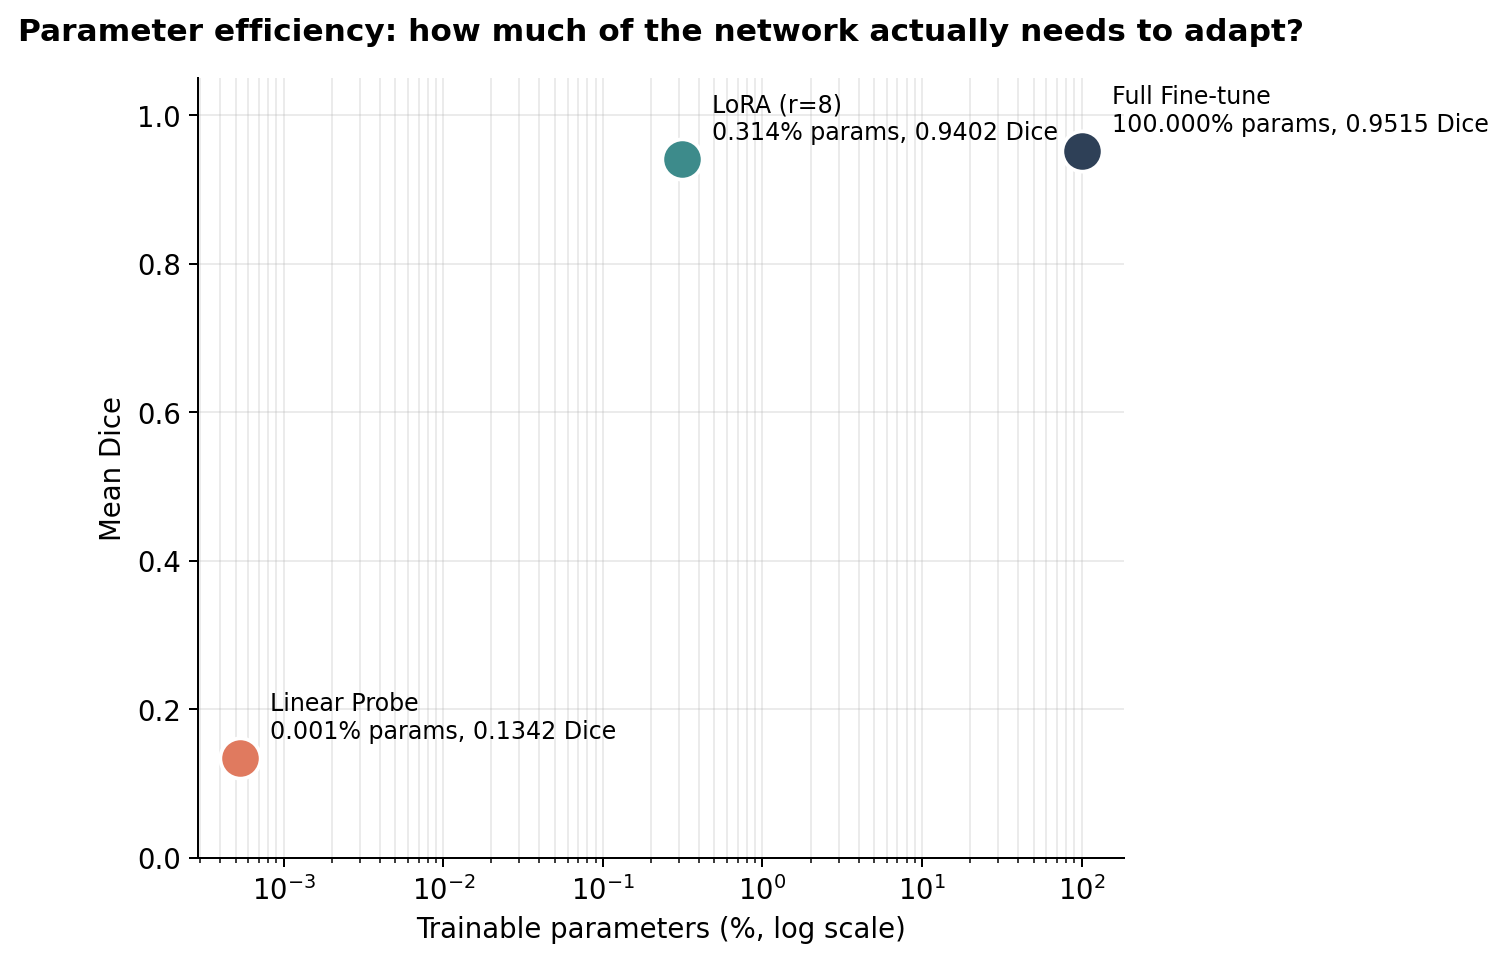 Parameter efficiency: how much of the network actually needs to adapt?
Full Fine-tune
100.000% params, 0.9515 Dice
LoRA (r=8)
0.314% params, 0.9402 Dice
Linear Probe
0.001% params, 0.1342 Dice
Mean Dice
1.0
0.8
0.6
0.4
0.2
0.0
10⁻³ 10⁻² 10⁻¹ 10⁰ 10¹ 10²
Trainable parameters (%, log scale)